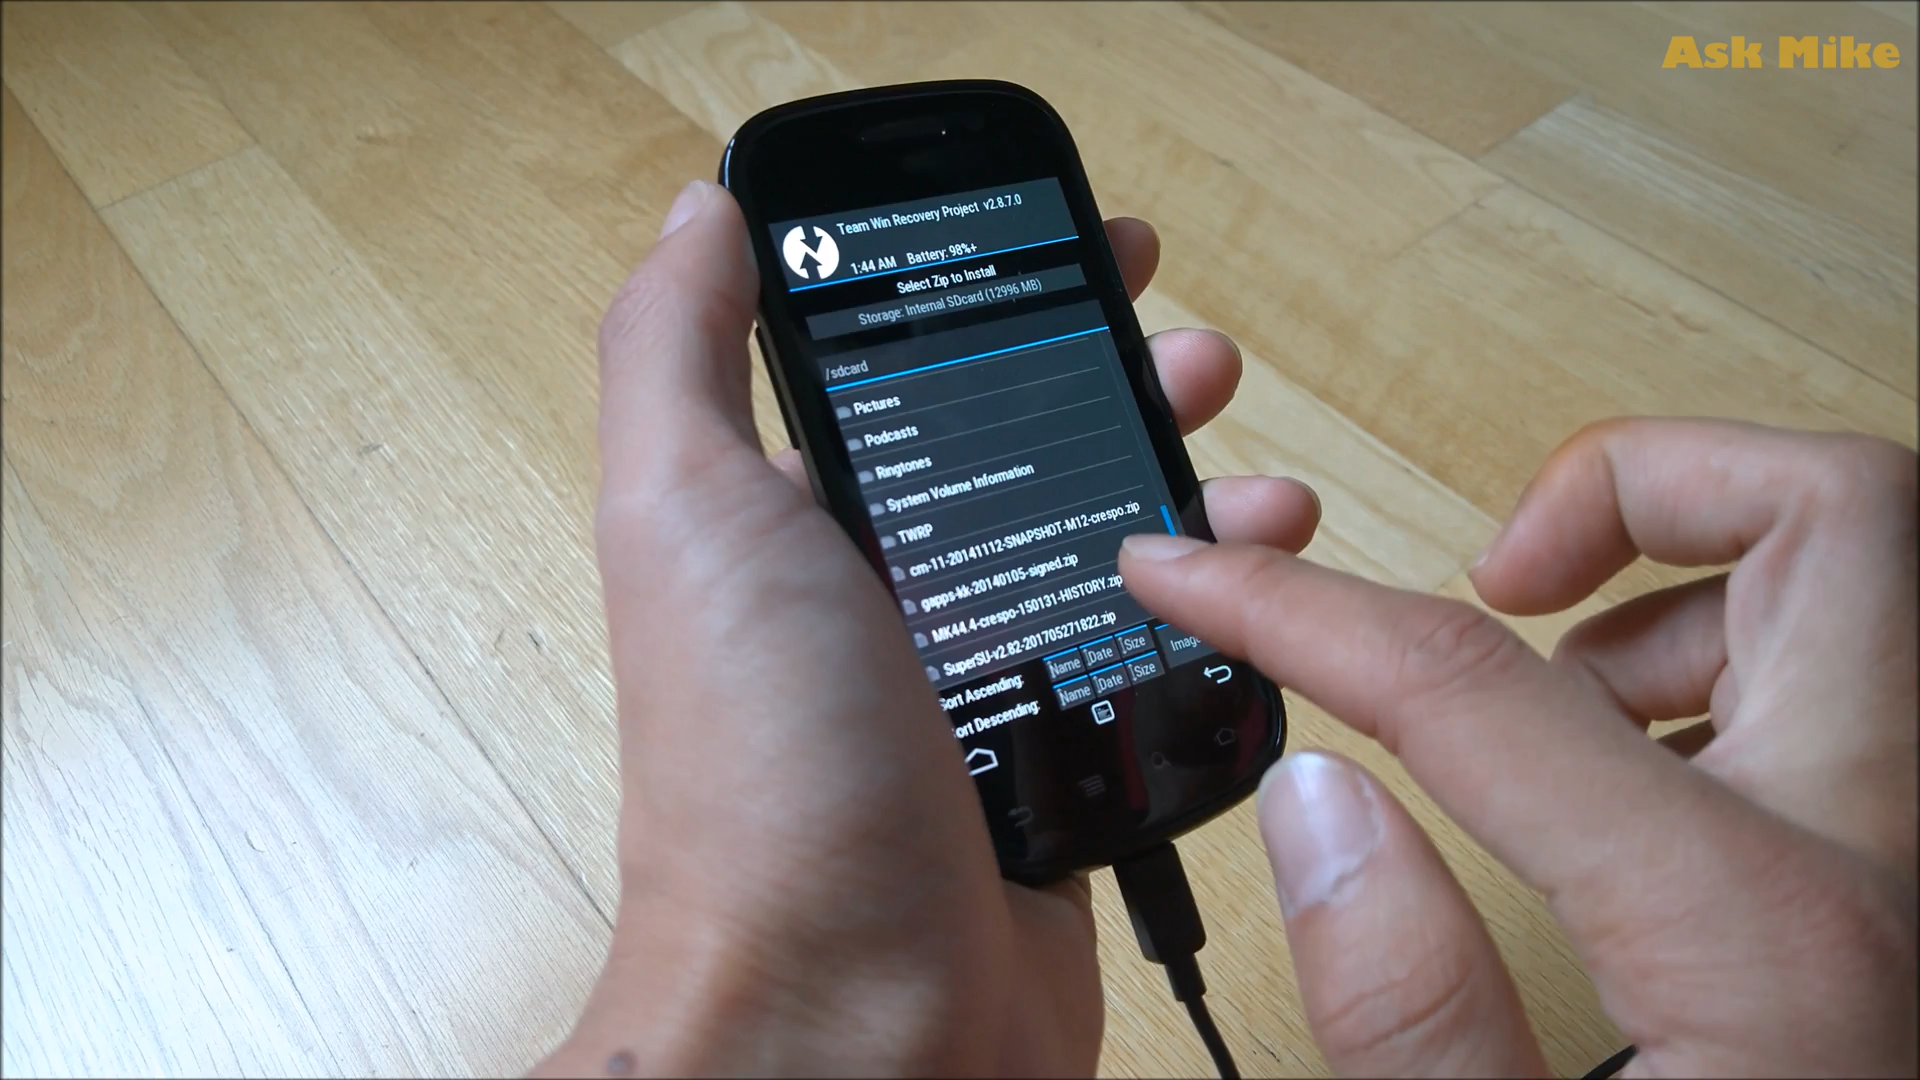 Ask Mike
Team Win Recovery Project v2.8.7.0
1:44 AM Battery: 98%+
Select Zip to Install
Storage: Internal SDcard (12996 MB)
/sdcard
Pictures
Podcasts
Ringtones
System Volume Information
TWRP
cm-11-20141112-SNAPSHOT-M12-crespo.zip
gapps-kk-20140105-signed.zip
MK44.4-crespo-150131-HISTORY.zip
SuperSU-v2.82-201705271822.zip
Sort Ascending: Name Date Size
Sort Descending: Name Date Size